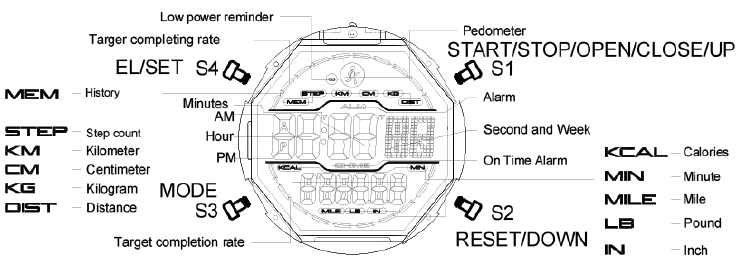 Low power reminder
Pedometer
Targer completing rate
START/STOP/OPEN/CLOSE/UP
EL/SET S4
S1
MEM History
STEP KM CM KG
MEM DIST
Alarm
Minutes
ALM
AM
A
STEP Step count
Hour
Second and Week
KM Kilometer
P
PM
CHIME
On Time Alarm
KCAL MIN
KCAL Calories
CM Centimeter
MIN Minute
KG Kilogram
MODE
MILE Mile
DIST Distance
S3
MILE LB IN
S2
LB Pound
RESET/DOWN
Target completion rate
IN Inch